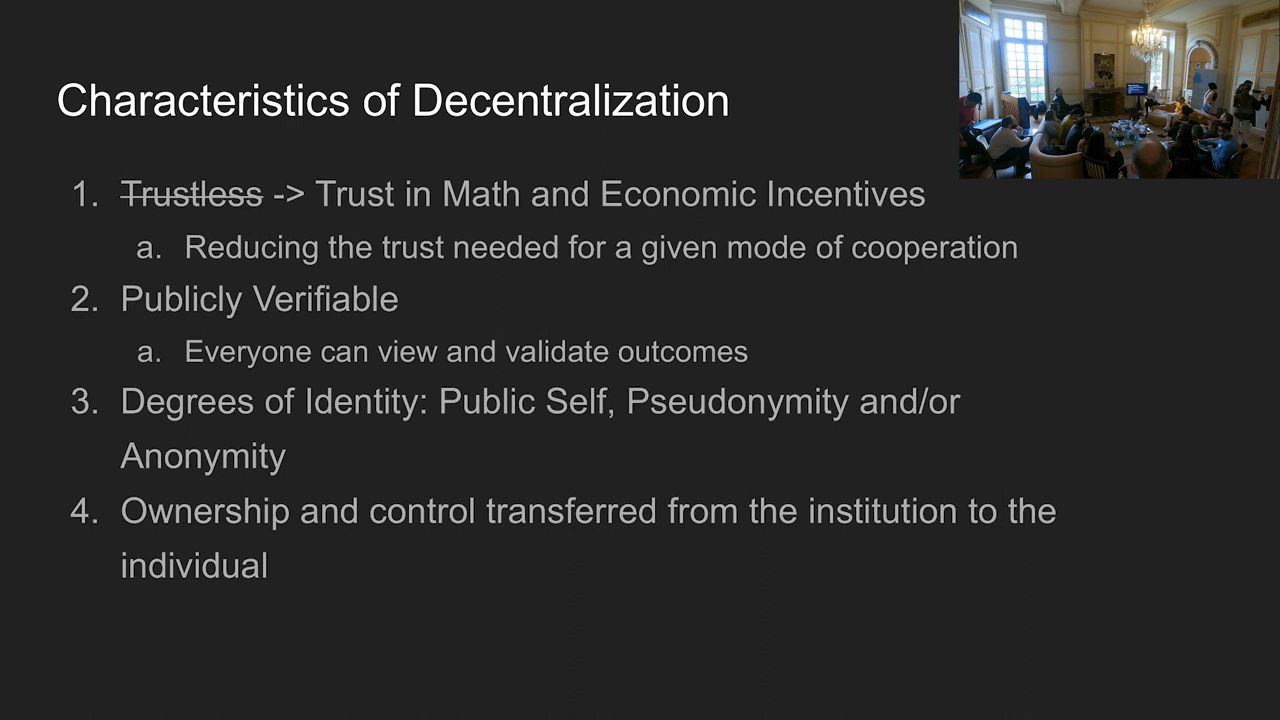 Characteristics of Decentralization
1. Trustless -> Trust in Math and Economic Incentives
a. Reducing the trust needed for a given mode of cooperation
2. Publicly Verifiable
a. Everyone can view and validate outcomes
3. Degrees of Identity: Public Self, Pseudonymity and/or
Anonymity
4. Ownership and control transferred from the institution to the
individual